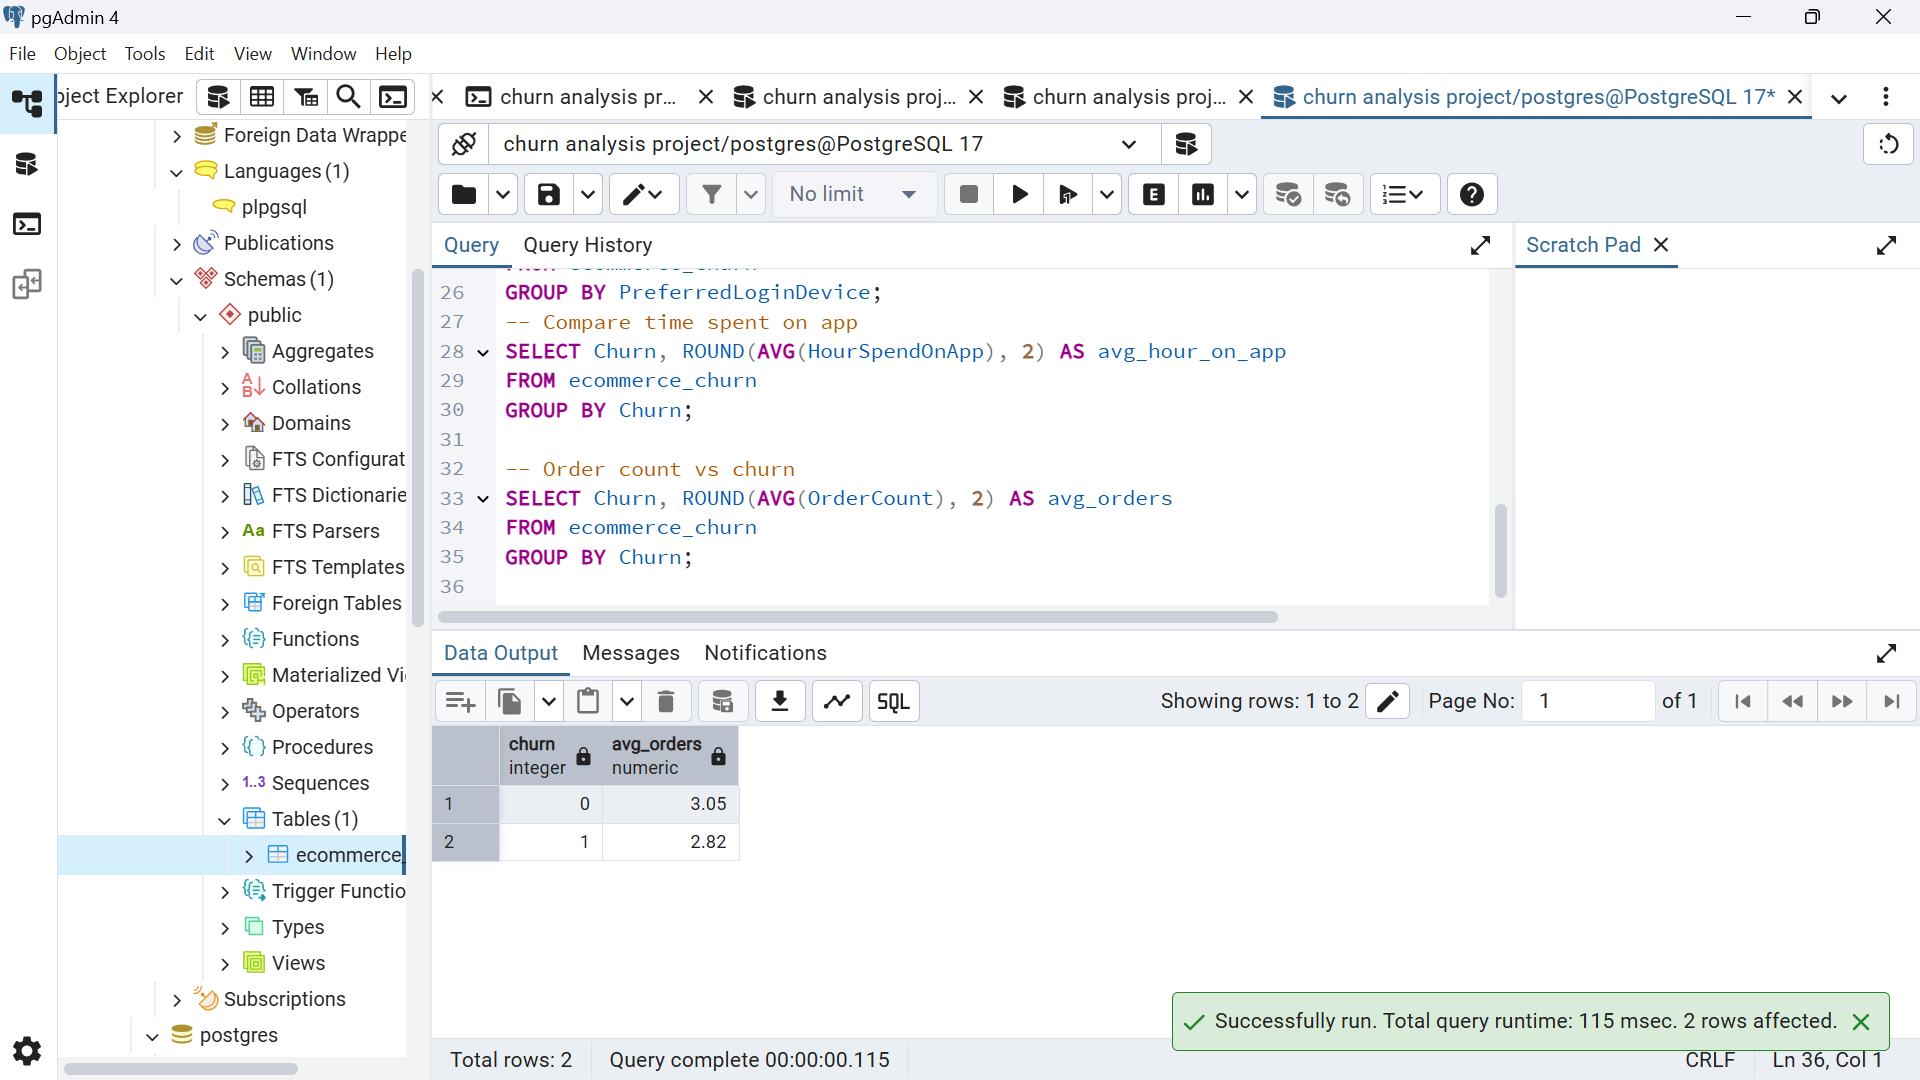 pgAdmin 4
File Object Tools Edit View Window Help
bject Explorer
churn analysis pr...
churn analysis proj...
churn analysis proj...
churn analysis project/postgres@PostgreSQL 17*
churn analysis project/postgres@PostgreSQL 17
No limit
E
Query
Query History
Scratch Pad
Foreign Data Wrappe
Languages (1)
plpgsql
Publications
Schemas (1)
public
Aggregates
Collations
Domains
FTS Configurat
FTS Dictionarie
Aa FTS Parsers
FTS Templates
Foreign Tables
Functions
Materialized Vi
Operators
Procedures
1..3 Sequences
Tables (1)
ecommerce_
Trigger Functio
Types
Views
Subscriptions
postgres
26 GROUP BY PreferredLoginDevice;
27 -- Compare time spent on app
28 SELECT Churn, ROUND(AVG(HourSpendOnApp), 2) AS avg_hour_on_app
29 FROM ecommerce_churn
30 GROUP BY Churn;
31
32 -- Order count vs churn
33 SELECT Churn, ROUND(AVG(OrderCount), 2) AS avg_orders
34 FROM ecommerce_churn
35 GROUP BY Churn;
36
Data Output Messages Notifications
SQL
Showing rows: 1 to 2
Page No: 1 of 1
churn integer
avg_orders numeric
1 0 3.05
2 1 2.82
Successfully run. Total query runtime: 115 msec. 2 rows affected.
Total rows: 2
Query complete 00:00:00.115
CRLF
Ln 36, Col 1